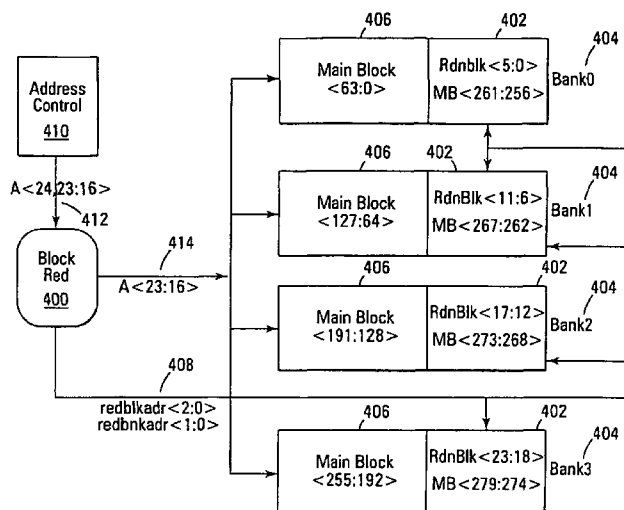 406
402
404
Address
Control
410
Main Block
<63:0>
Rdnblk<5:0>
MB<261:256>
Bank0
A<24,23:16>
412
406
402
404
Main Block
<127:64>
RdnBlk<11:6>
MB<267:262>
Bank1
Block
Red
400
414
A<23:16>
406
402
404
Main Block
<191:128>
RdnBlk<17:12>
MB<273:268>
Bank2
408
redblkadr<2:0>
redbnkadr<1:0>
406
402
404
Main Block
<255:192>
RdnBlk<23:18>
MB<279:274>
Bank3